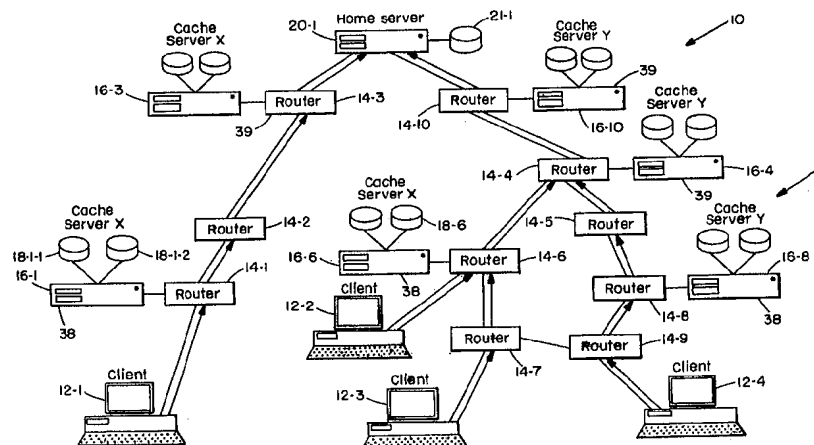 Home server
20-1
21-1
10
Cache
Server X
Cache
Server Y
16-3
Router
14-3
39
Router
14-10
39
16-10
Cache
Server Y
Router
14-4
16-4
39
Cache
Server X
18-6
Cache
Server X
18-1-1
18-1-2
Router
14-2
14-5
Router
Cache
Server Y
16-1
38
Router
14-1
16-6
38
Router
14-6
16-8
38
Router
14-8
12-2
Client
Router
14-7
Router
14-9
Client
12-1
Client
12-3
Client
12-4